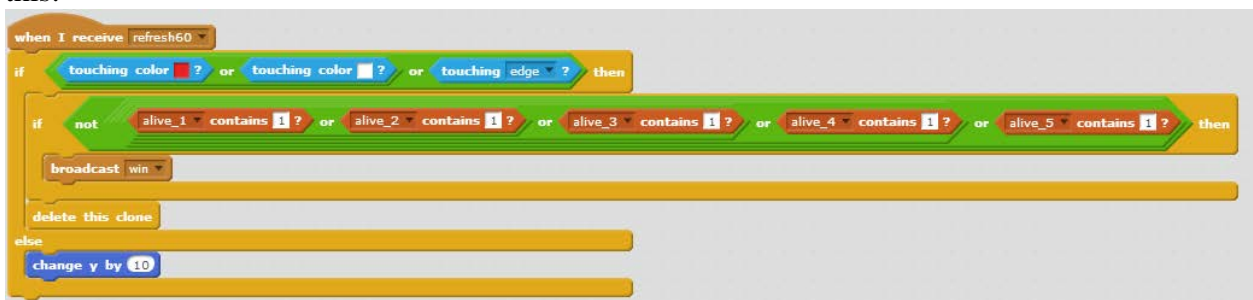 this:
when I receive refresh60
if touching color ? or touching color ? or touching edge ? then
if not alive_1 contains 1 ? or alive_2 contains 1 ? or alive_3 contains 1 ? or alive_4 contains 1 ? or alive_5 contains 1 ? then
broadcast win
delete this clone
else
change y by 10